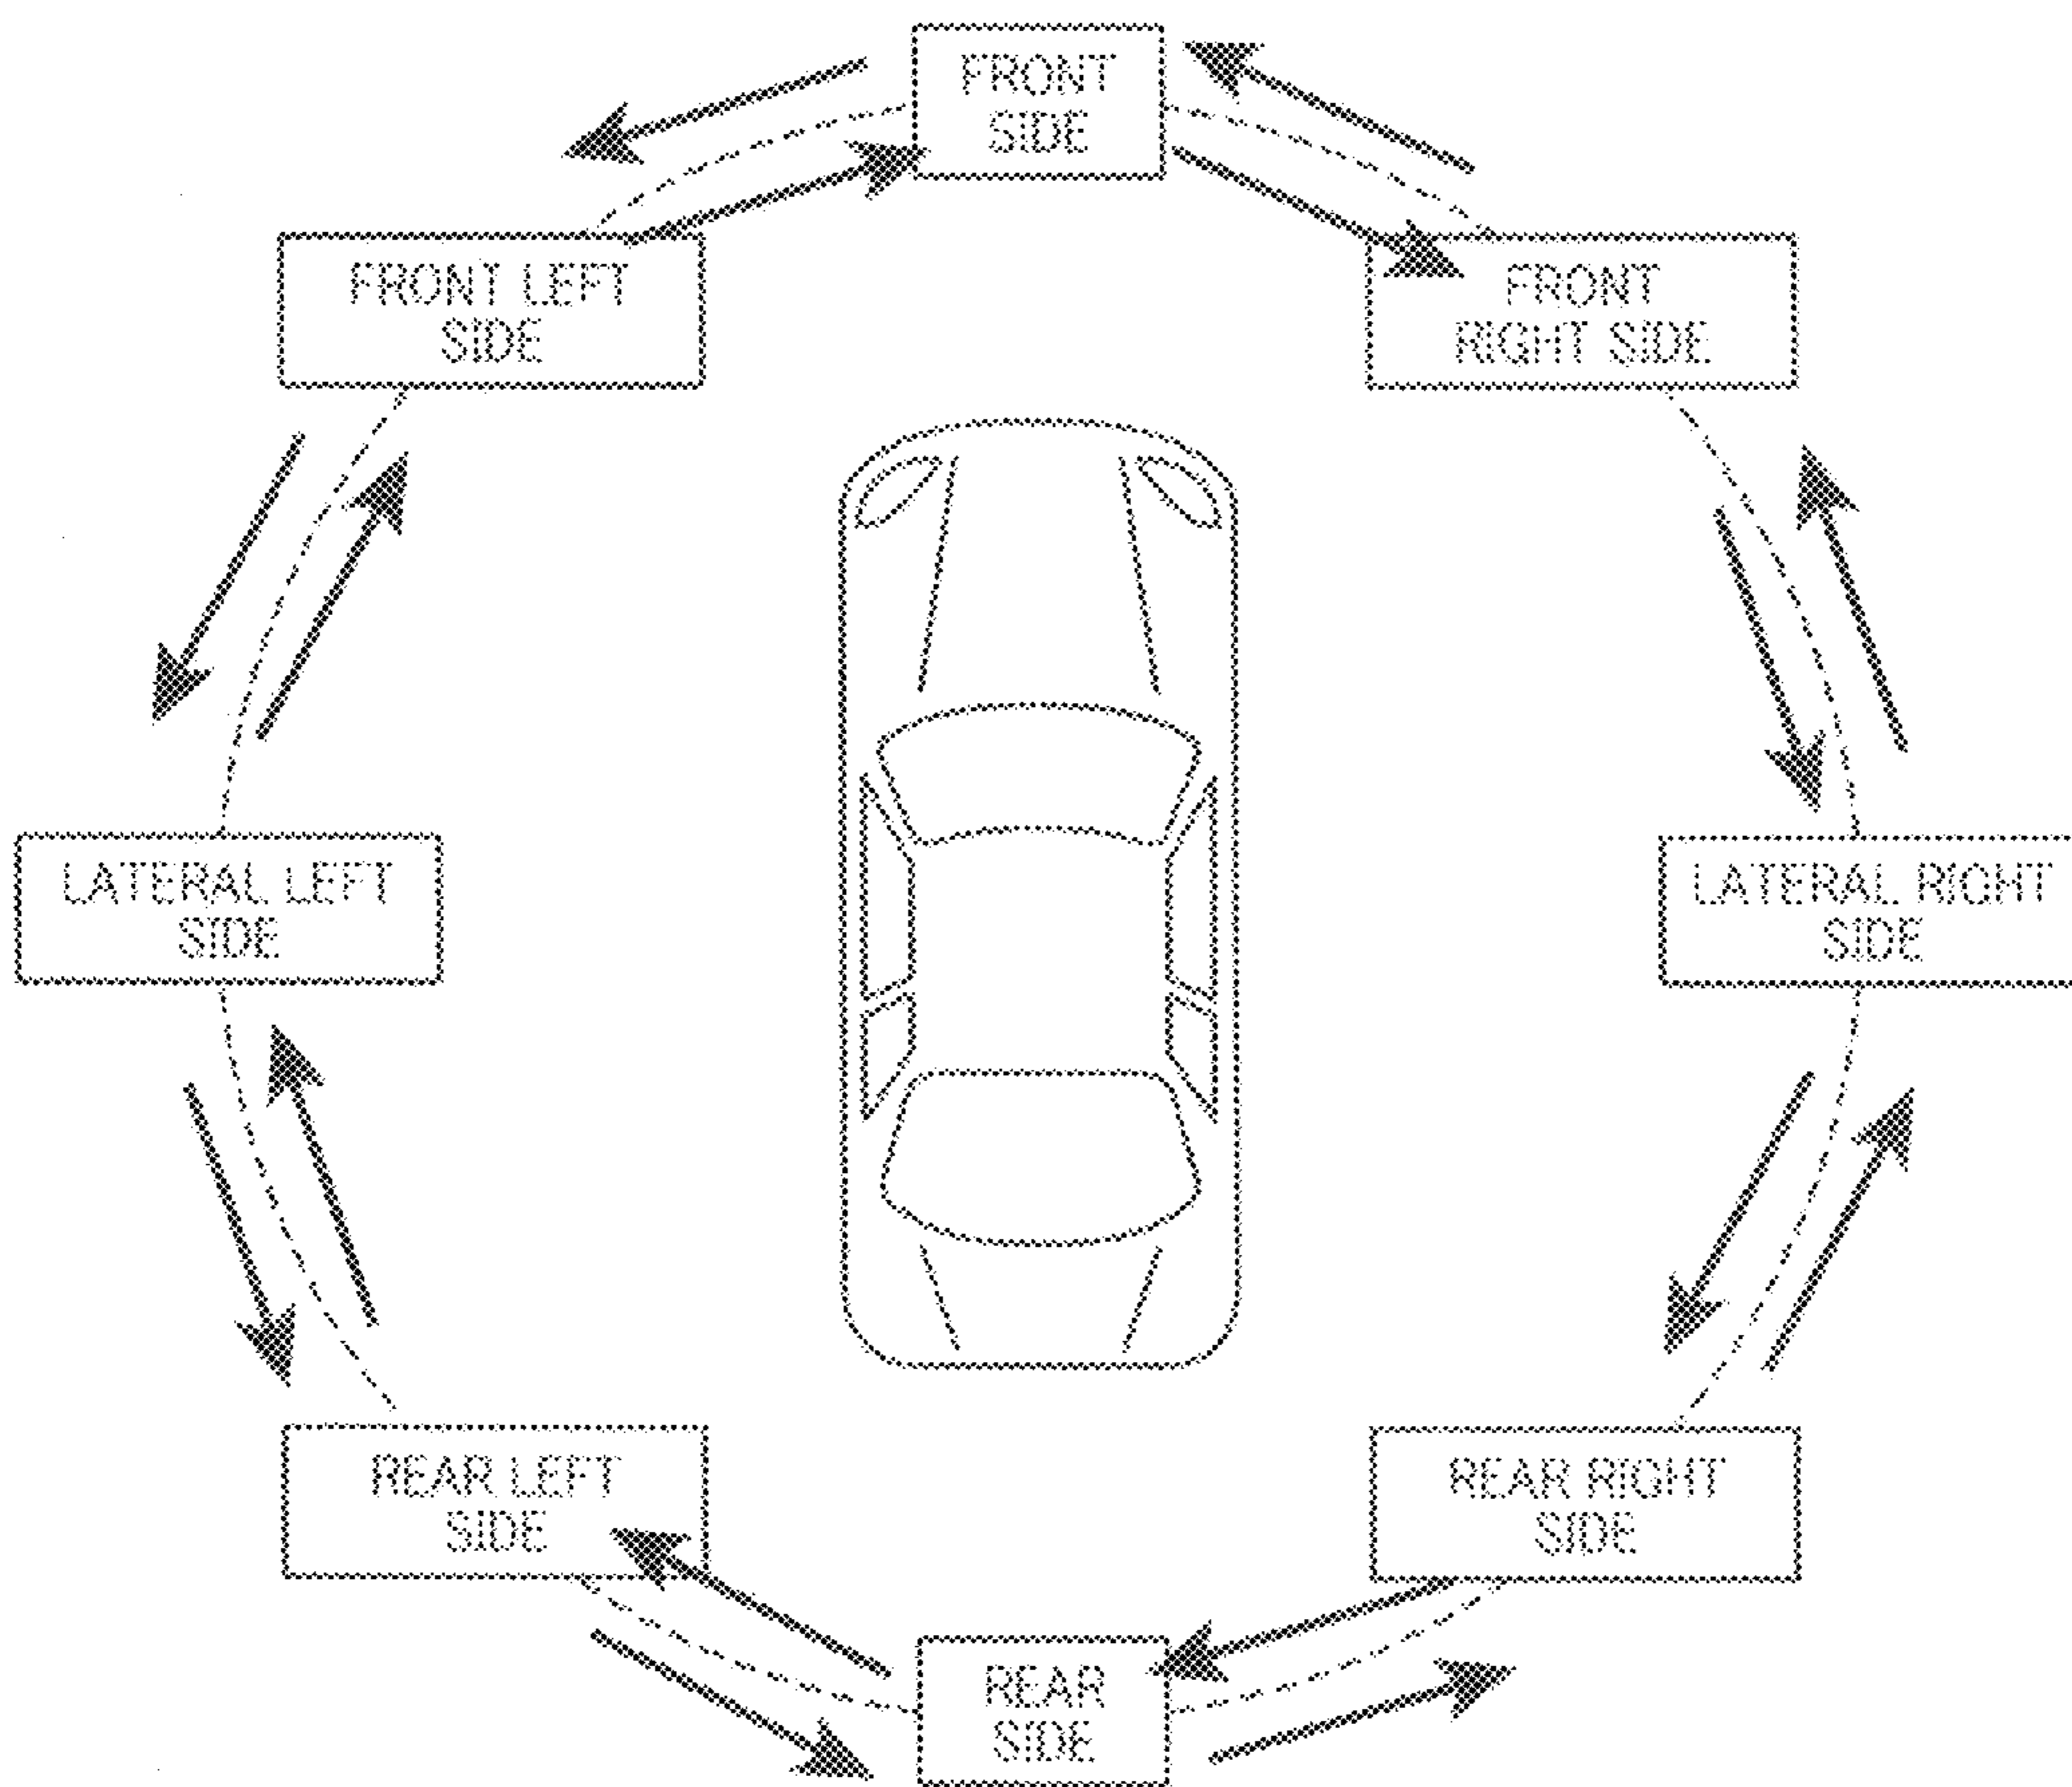 FRONT
SIDE
FRONT LEFT
SIDE
FRONT
RIGHT SIDE
LATERAL LEFT
SIDE
LATERAL RIGHT
SIDE
REAR LEFT
SIDE
REAR RIGHT
SIDE
REAR
SIDE